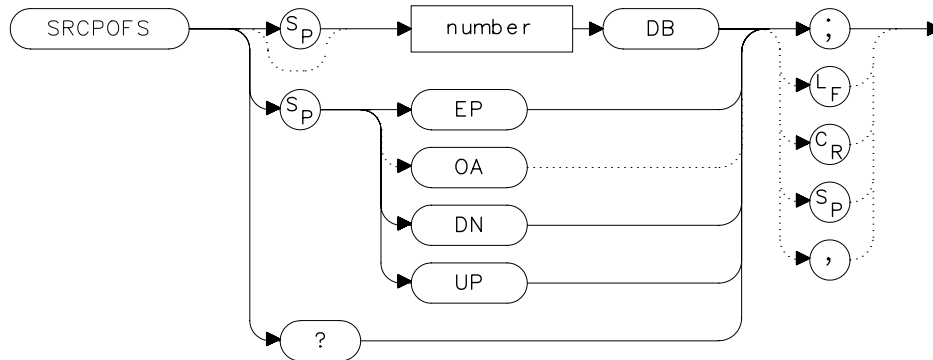 SRCPOFS SP number DB ;
LF
SP EP
OA CR
DN SP
UP ,
?